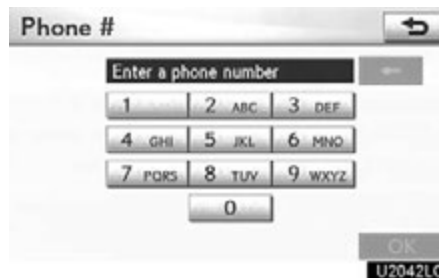 Phone #
Enter a phone number
1 2 ABC 3 DEF
4 GHI 5 JKL 6 MNO
7 PQRS 8 TUV 9 WXYZ
0
OK
U2042LC